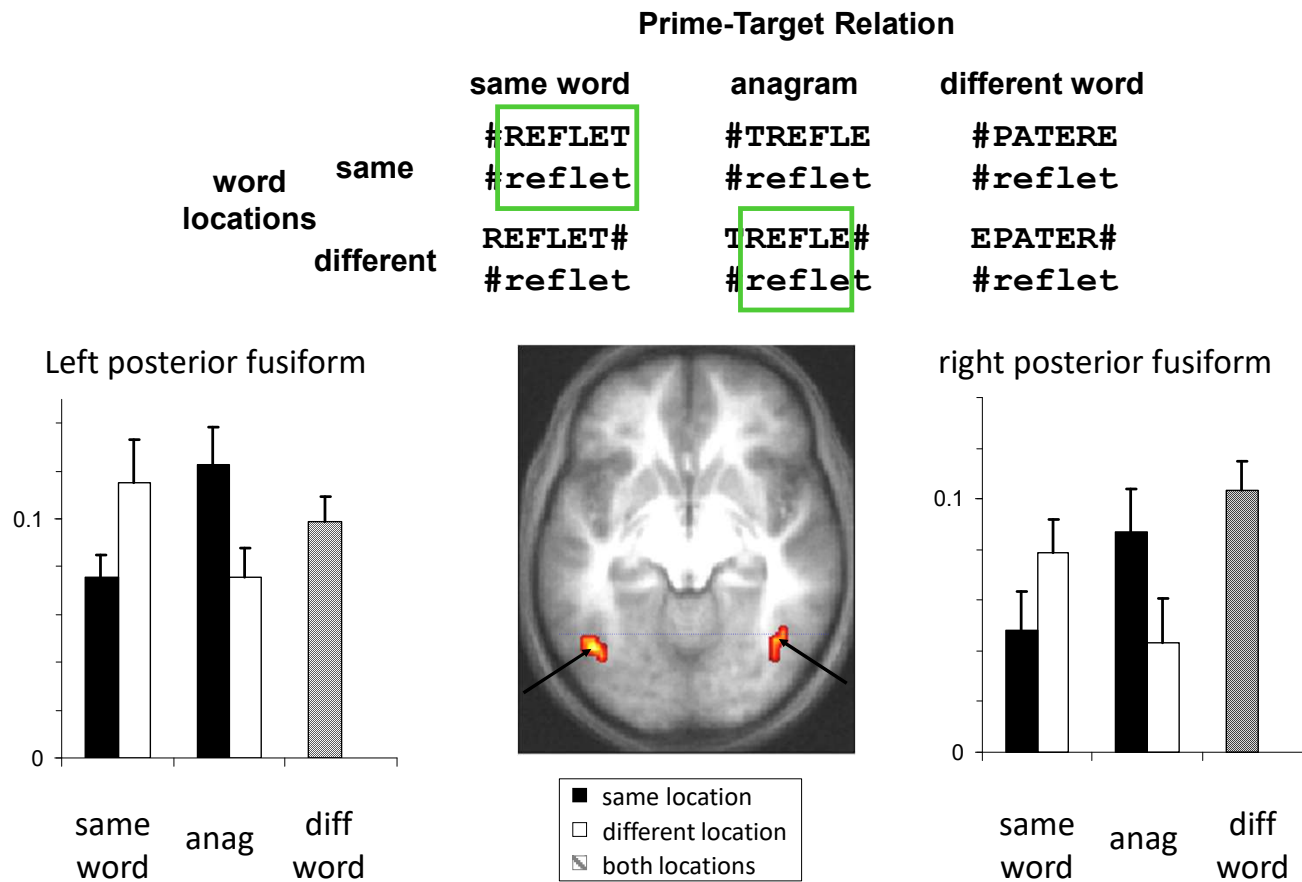 Prime-Target Relation
same word anagram different word
#REFLET #TREFLE #PATERE
same
#reflet #reflet #reflet
word
locations
REFLET# TREFLE# EPATER#
different
#reflet #reflet #reflet
Left posterior fusiform
right posterior fusiform
0.1
0
same
word
anag
diff
word
0.1
0
same
word
anag
diff
word
same location
different location
both locations